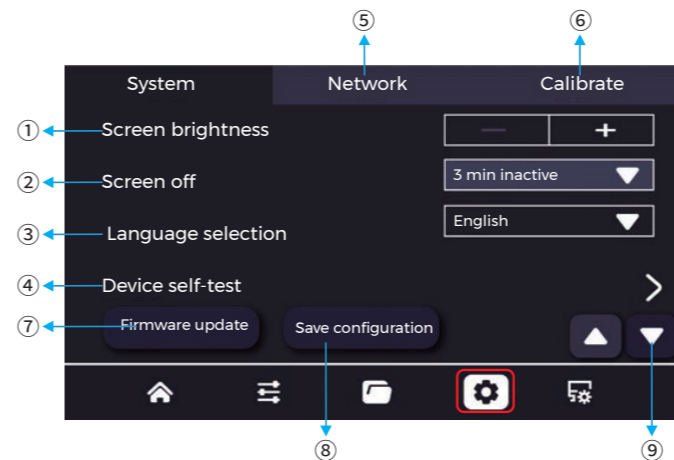 ⑤ ⑥
System Network Calibrate
① Screen brightness — +
② Screen off 3 min inactive
③ Language selection English
④ Device self-test
⑦ Firmware update Save configuration
⑧ ⑨